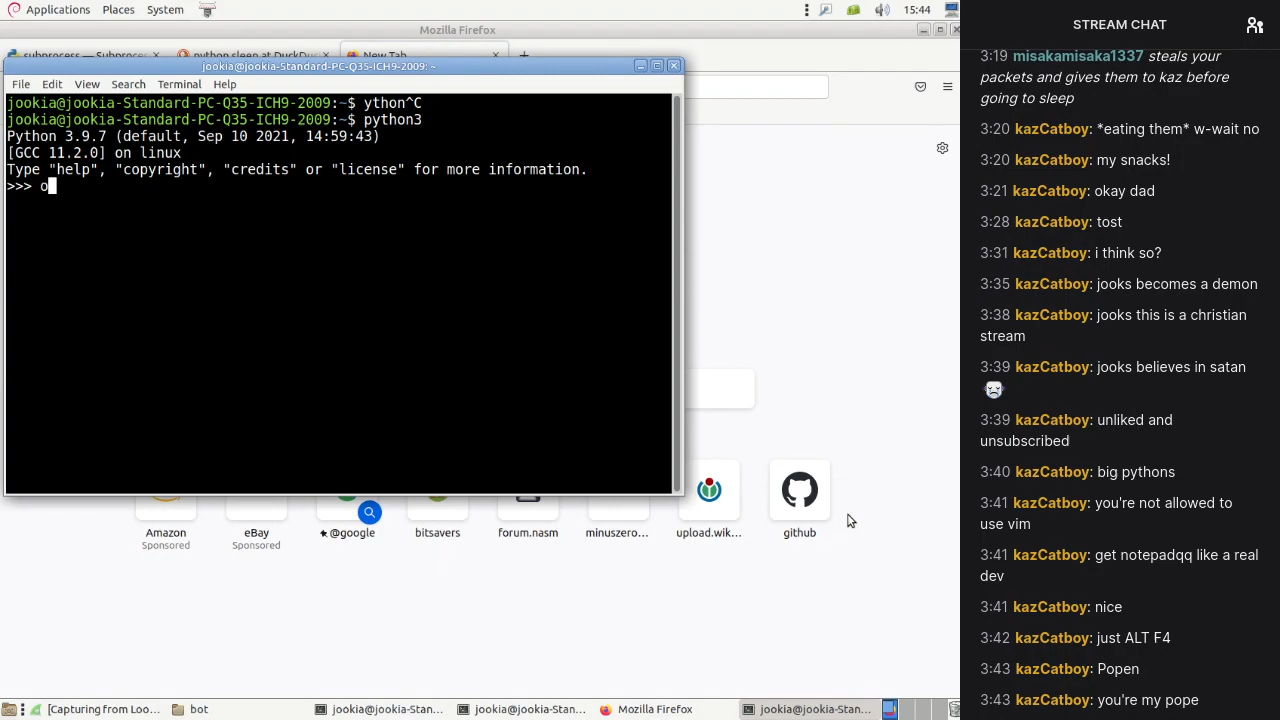 Applications Places System
15:44
Mozilla Firefox
subprocess — Subproces
python sleep at DuckDuc
New Tab
jookia@jookia-Standard-PC-Q35-ICH9-2009: ~
File Edit View Search Terminal Help
jookia@jookia-Standard-PC-Q35-ICH9-2009:~$ ython^C
jookia@jookia-Standard-PC-Q35-ICH9-2009:~$ python3
Python 3.9.7 (default, Sep 10 2021, 14:59:43)
[GCC 11.2.0] on linux
Type "help", "copyright", "credits" or "license" for more information.
>>> o
Amazon
Sponsored
eBay
Sponsored
@google
bitsavers
forum.nasm
minuszero...
upload.wik...
github
[Capturing from Loo...
bot
jookia@jookia-Stan...
jookia@jookia-Stan...
Mozilla Firefox
jookia@jookia-Stan...
STREAM CHAT
3:19 misakamisaka1337 steals your
packets and gives them to kaz before
going to sleep
3:20 kazCatboy: *eating them* w-wait no
3:20 kazCatboy: my snacks!
3:21 kazCatboy: okay dad
3:28 kazCatboy: tost
3:31 kazCatboy: i think so?
3:35 kazCatboy: jooks becomes a demon
3:38 kazCatboy: jooks this is a christian
stream
3:39 kazCatboy: jooks believes in satan
3:39 kazCatboy: unliked and
unsubscribed
3:40 kazCatboy: big pythons
3:41 kazCatboy: you're not allowed to
use vim
3:41 kazCatboy: get notepadqq like a real
dev
3:41 kazCatboy: nice
3:42 kazCatboy: just ALT F4
3:43 kazCatboy: Popen
3:43 kazCatboy: you're my pope